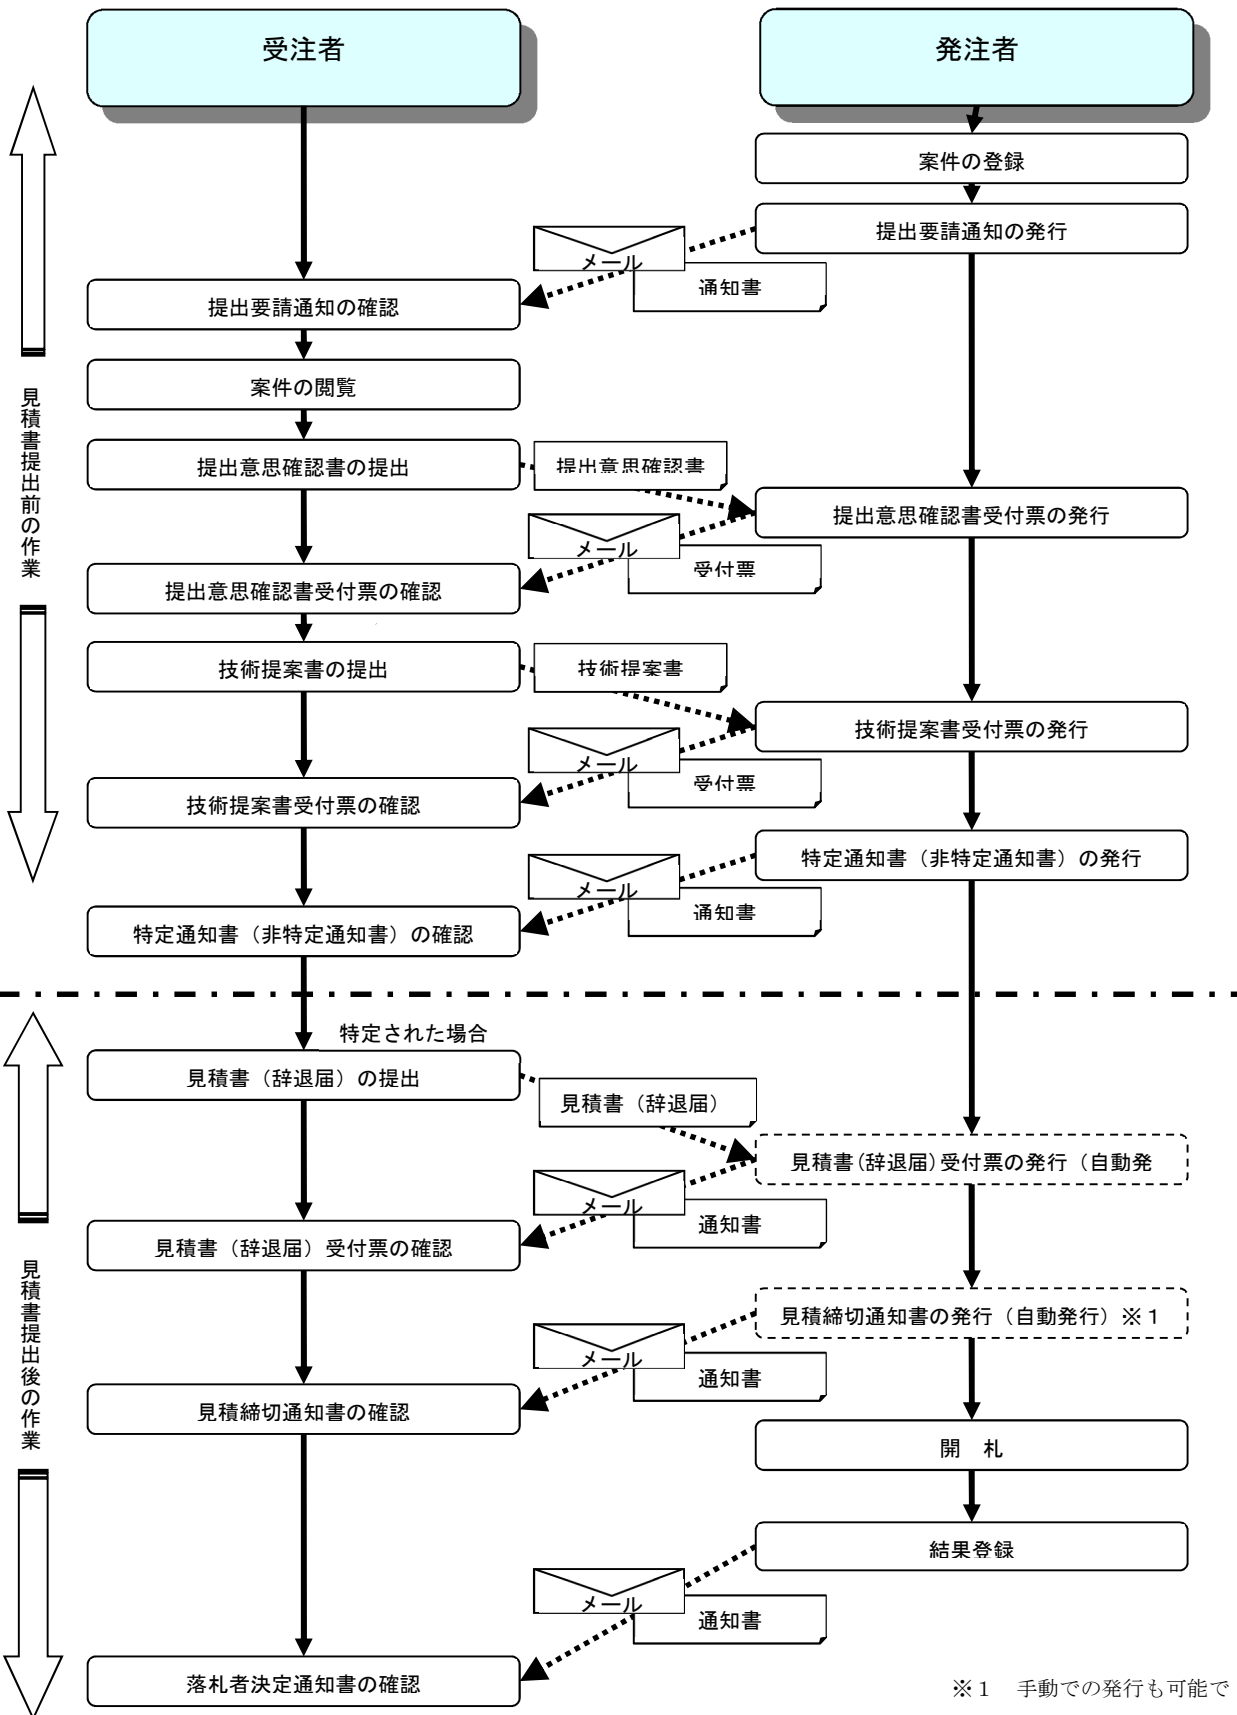 受注者
発注者
案件の登録
提出要請通知の発行
メール
通知書
提出要請通知の確認
案件の閲覧
見積書提出前の作業
提出意思確認書の提出
提出意思確認書
提出意思確認書受付票の発行
メール
受付票
提出意思確認書受付票の確認
技術提案書の提出
技術提案書
技術提案書受付票の発行
メール
受付票
技術提案書受付票の確認
特定通知書（非特定通知書）の発行
メール
通知書
特定通知書（非特定通知書）の確認
特定された場合
見積書（辞退届）の提出
見積書（辞退届）
見積書(辞退届)受付票の発行（自動発
メール
通知書
見積書（辞退届）受付票の確認
見積書提出後の作業
見積締切通知書の発行（自動発行）※１
メール
通知書
見積締切通知書の確認
開　札
結果登録
メール
通知書
落札者決定通知書の確認
※１　手動での発行も可能で